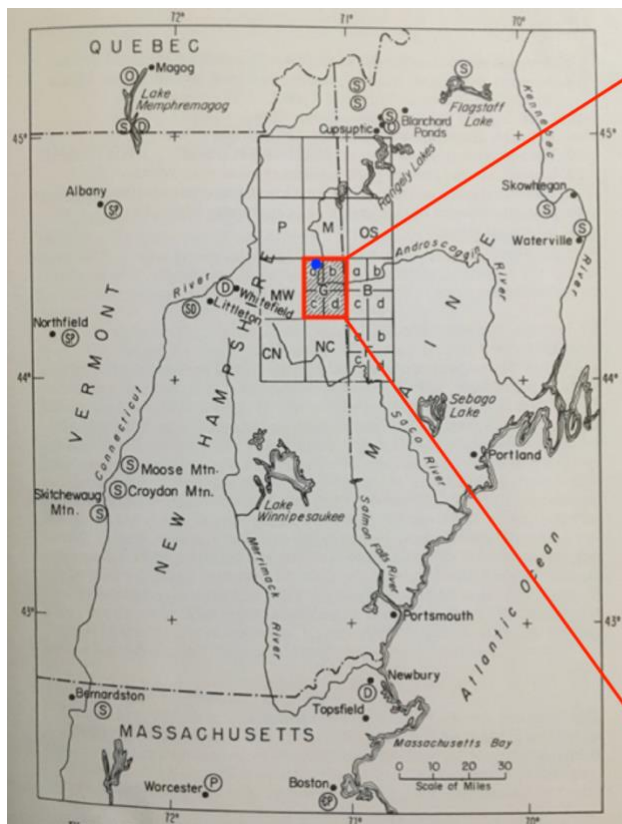 72°
71°
70°
QUEBEC
S
O
Magog
S
S
Lake
Memphremagog
Flagstaff
Lake
Kennebec
S O
S
O
Blanchard
Ponds
45°
Cupsuptic
45°
Rangely Lakes
Skowhegan
Albany
SP
S
P
M
OS
S
Waterville
Androscoggin
River
River
a b
a b
River
D
Whitefield
MW
G
B
SD
Littleton
c d
c d
Northfield
SP
a b
CN
NC
c d
44°
44°
VERMONT
NEW HAMPSHIRE
MAINE
Connecticut
Sebago
Lake
Saco River
Portland
S
Moose Mtn.
S
Croydon Mtn.
Skitchewaug
Mtn.
S
Lake
Winnipesaukee
Salmon Falls River
Merrimack
River
Atlantic Ocean
43°
43°
Portsmouth
Newbury
D
Bernardston
S
Topsfield
MASSACHUSETTS
Massachusetts Bay
Worcester
P
Boston
0 10 20 30
Scale of Miles
72°
71°
70°